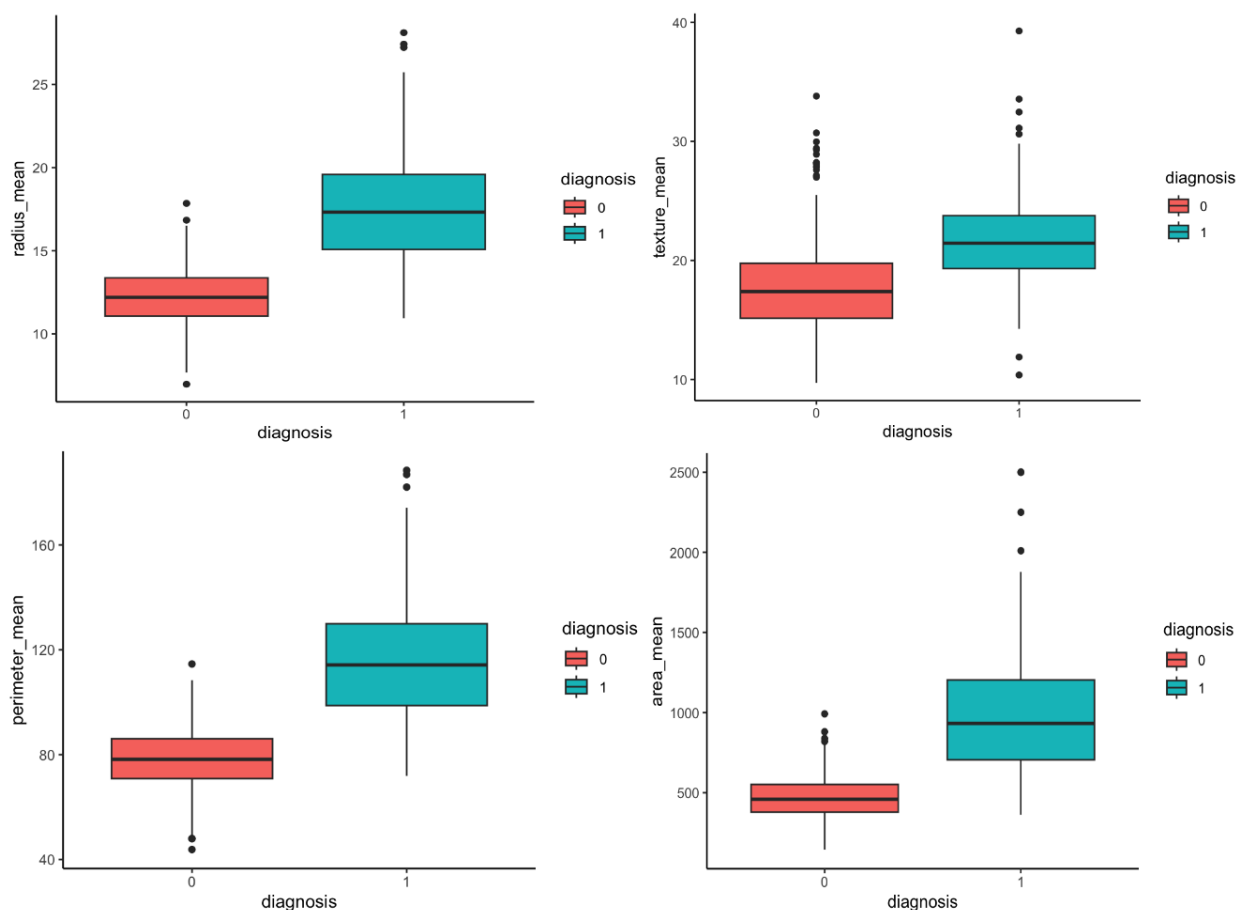 radius_mean
25
20
15
10
0
1
diagnosis
diagnosis
0
1
texture_mean
40
30
20
10
0
1
diagnosis
diagnosis
0
1
perimeter_mean
160
120
80
40
0
1
diagnosis
diagnosis
0
1
area_mean
2500
2000
1500
1000
500
0
1
diagnosis
diagnosis
0
1